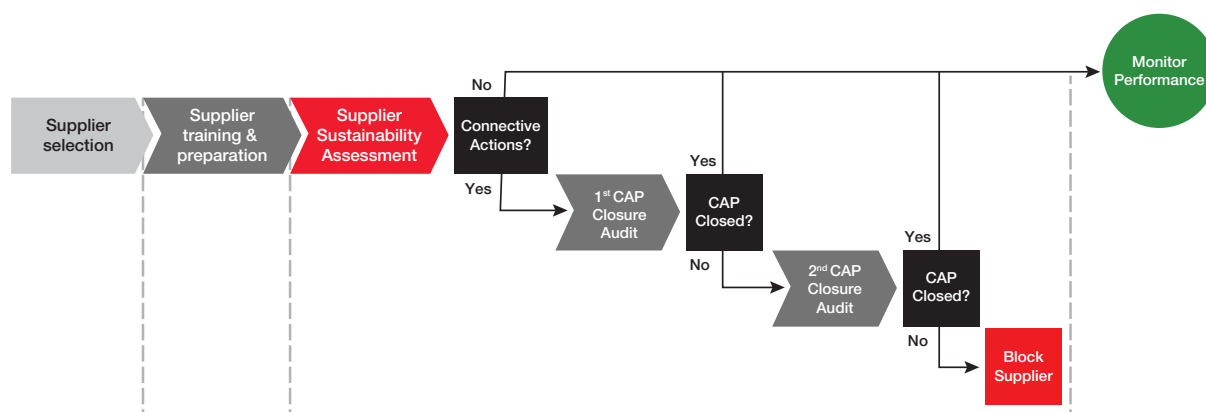 Monitor
Performance
No
Supplier
selection
Supplier
training &
preparation
Supplier
Sustainability
Assessment
Connective
Actions?
Yes
1st CAP
Closure
Audit
Yes
CAP
Closed?
No
2nd CAP
Closure
Audit
Yes
CAP
Closed?
No
Block
Supplier